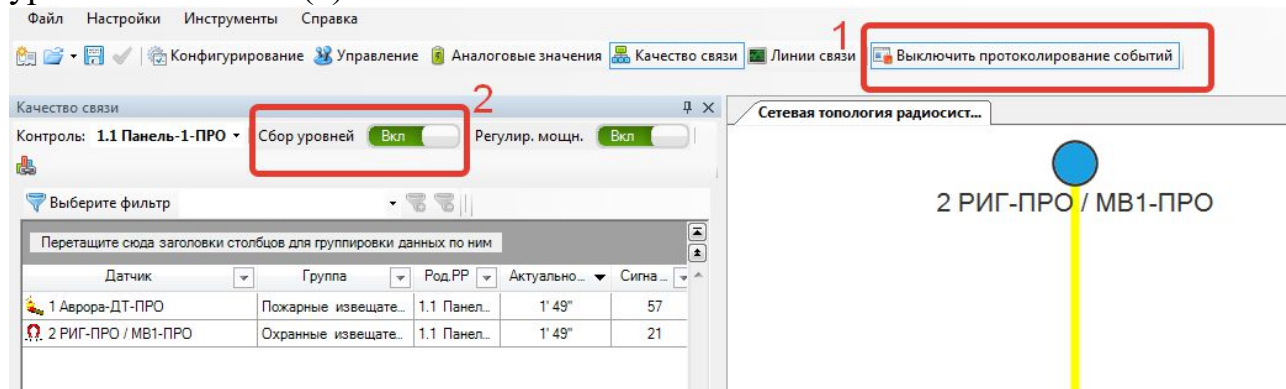 Файл Настройки Инструменты Справка
1
Конфигурирование Управление Аналоговые значения Качество связи Линии связи Выключить протоколирование событий
Качество связи
2
Сетевая топология радиосист...
Контроль: 1.1 Панель-1-ПРО Сбор уровней Вкл Регулир. мощн. Вкл
Выберите фильтр
2 РИГ-ПРО / МВ1-ПРО
Перетащите сюда заголовки столбцов для группировки данных по ним
Датчик Группа Род.РР Актуально... Сигна...
1 Аврора-ДТ-ПРО Пожарные извещате... 1.1 Панел... 1' 49" 57
2 РИГ-ПРО / МВ1-ПРО Охранные извещате... 1.1 Панел... 1' 49" 21